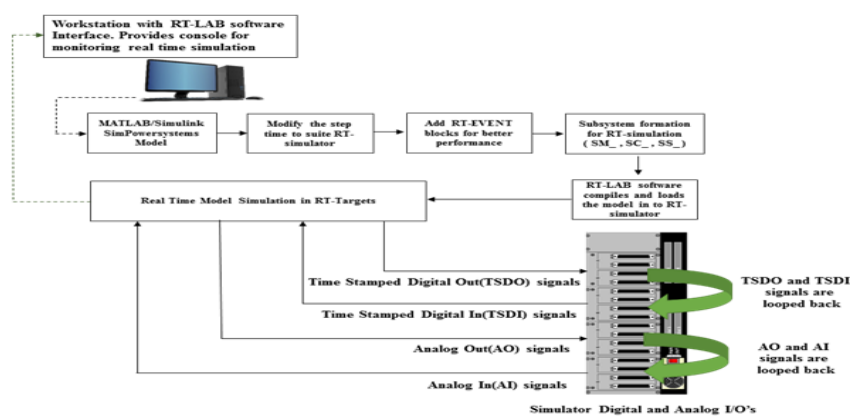 Workstation with RT-LAB software
Interface. Provides console for
monitoring real time simulation
MATLAB/Simulink
SimPowersystems
Model
Modify the step
time to suite RT-
simulator
Add RT-EVENT
blocks for better
performance
Subsystem formation
for RT-simulation
( SM_ , SC_ , SS_)
RT-LAB software
compiles and loads
the model in to RT-
simulator
Real Time Model Simulation in RT-Targets
Time Stamped Digital Out(TSDO) signals
Time Stamped Digital In(TSDI) signals
Analog Out(AO) signals
Analog In(AI) signals
TSDO and TSDI
signals are
looped back
AO and AI
signals are
looped back
Simulator Digital and Analog I/O's